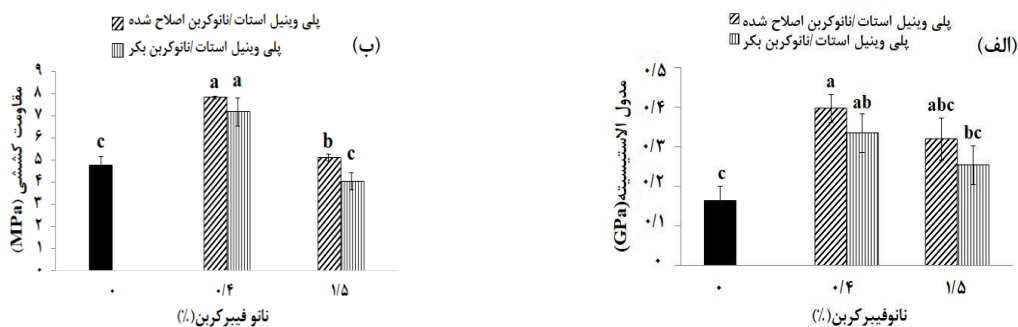 پلی وینیل استات/نانوکربن اصلاح شده
پلی وینیل استات/نانوکربن بکر
(الف)
مدول الاستیسیته(GPa)
۰/۵
۰/۴
۰/۳
۰/۲
۰/۱
۰
c
a
ab
abc
bc
۰
۰/۴
۱/۵
نانوفیبرکربن(٪)
پلی وینیل استات/نانوکربن اصلاح شده
پلی وینیل استات/نانوکربن بکر
(ب)
مقاومت کششی (MPa)
۹
۸
۷
۶
۵
۴
۳
۲
۱
۰
c
a
a
b
c
۰
۰/۴
۱/۵
نانو فیبرکربن(٪)